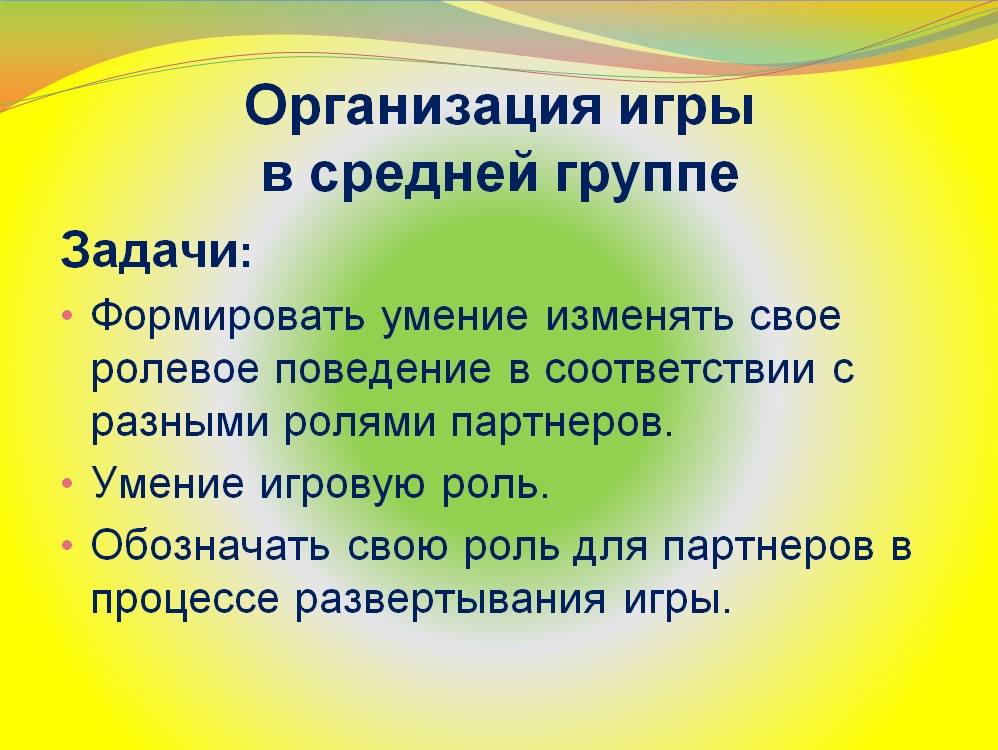 Организация игры
в средней группе
Задачи:
• Формировать умение изменять свое
ролевое поведение в соответствии с
разными ролями партнеров.
• Умение игровую роль.
• Обозначать свою роль для партнеров в
процессе развертывания игры.